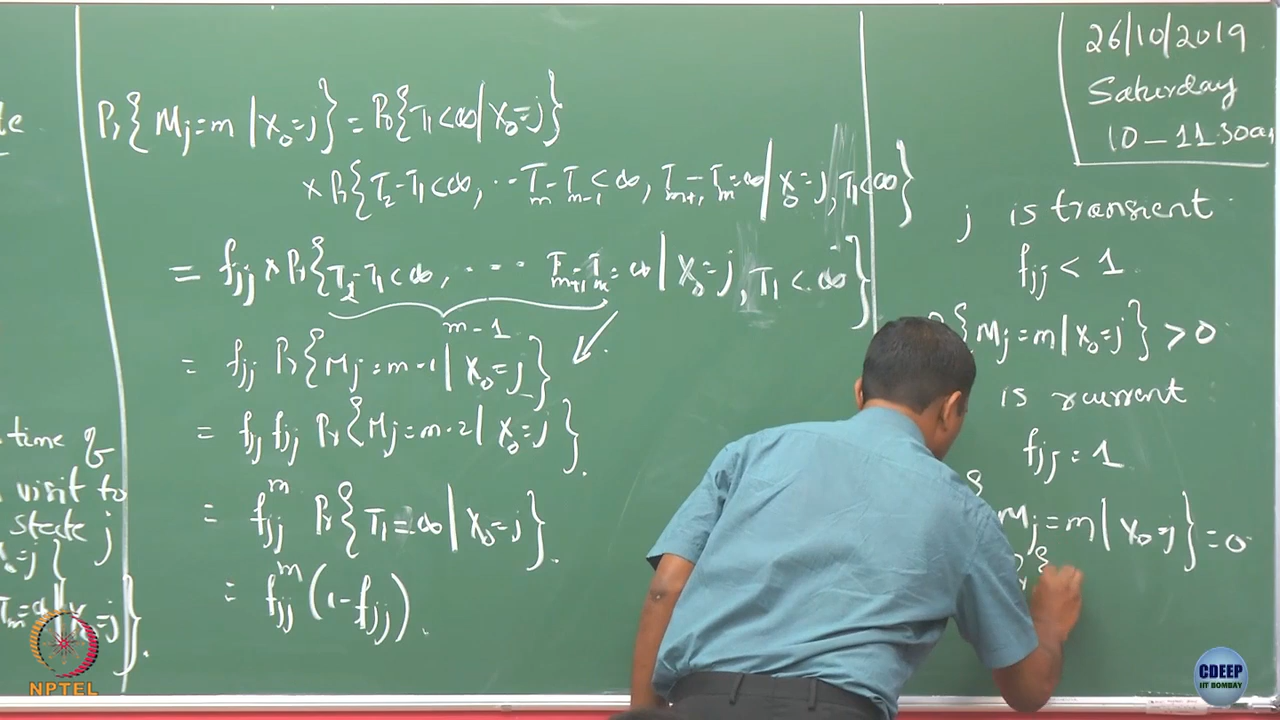 time &
visit to
state j
Pr{ Mj=m | X0=j } = Pr{ T1<∞ | X0=j }
× Pr{ T2-T1<∞, ... Tm-Tm-1<∞, Tm+1-Tm=∞ | X0=j, T1<∞ }
= fjj × Pr{ T2-T1<∞, ... Tm+1-Tm=∞ | X0=j, T1<∞ }
m-1
= fjj Pr{ Mj=m-1 | X0=j }
= fjj fjj Pr{ Mj=m-2 | X0=j }.
= fjj^m Pr{ T1=∞ | X0=j }.
= fjj^m (1-fjj).
26/10/2019
Saturday
10-11.30a
j is transient
fjj < 1
{ Mj=m | X0=j } > 0
is recurrent
fjj = 1
Mj=m | X0=j } = 0
NPTEL
CDEEP
IIT BOMBAY